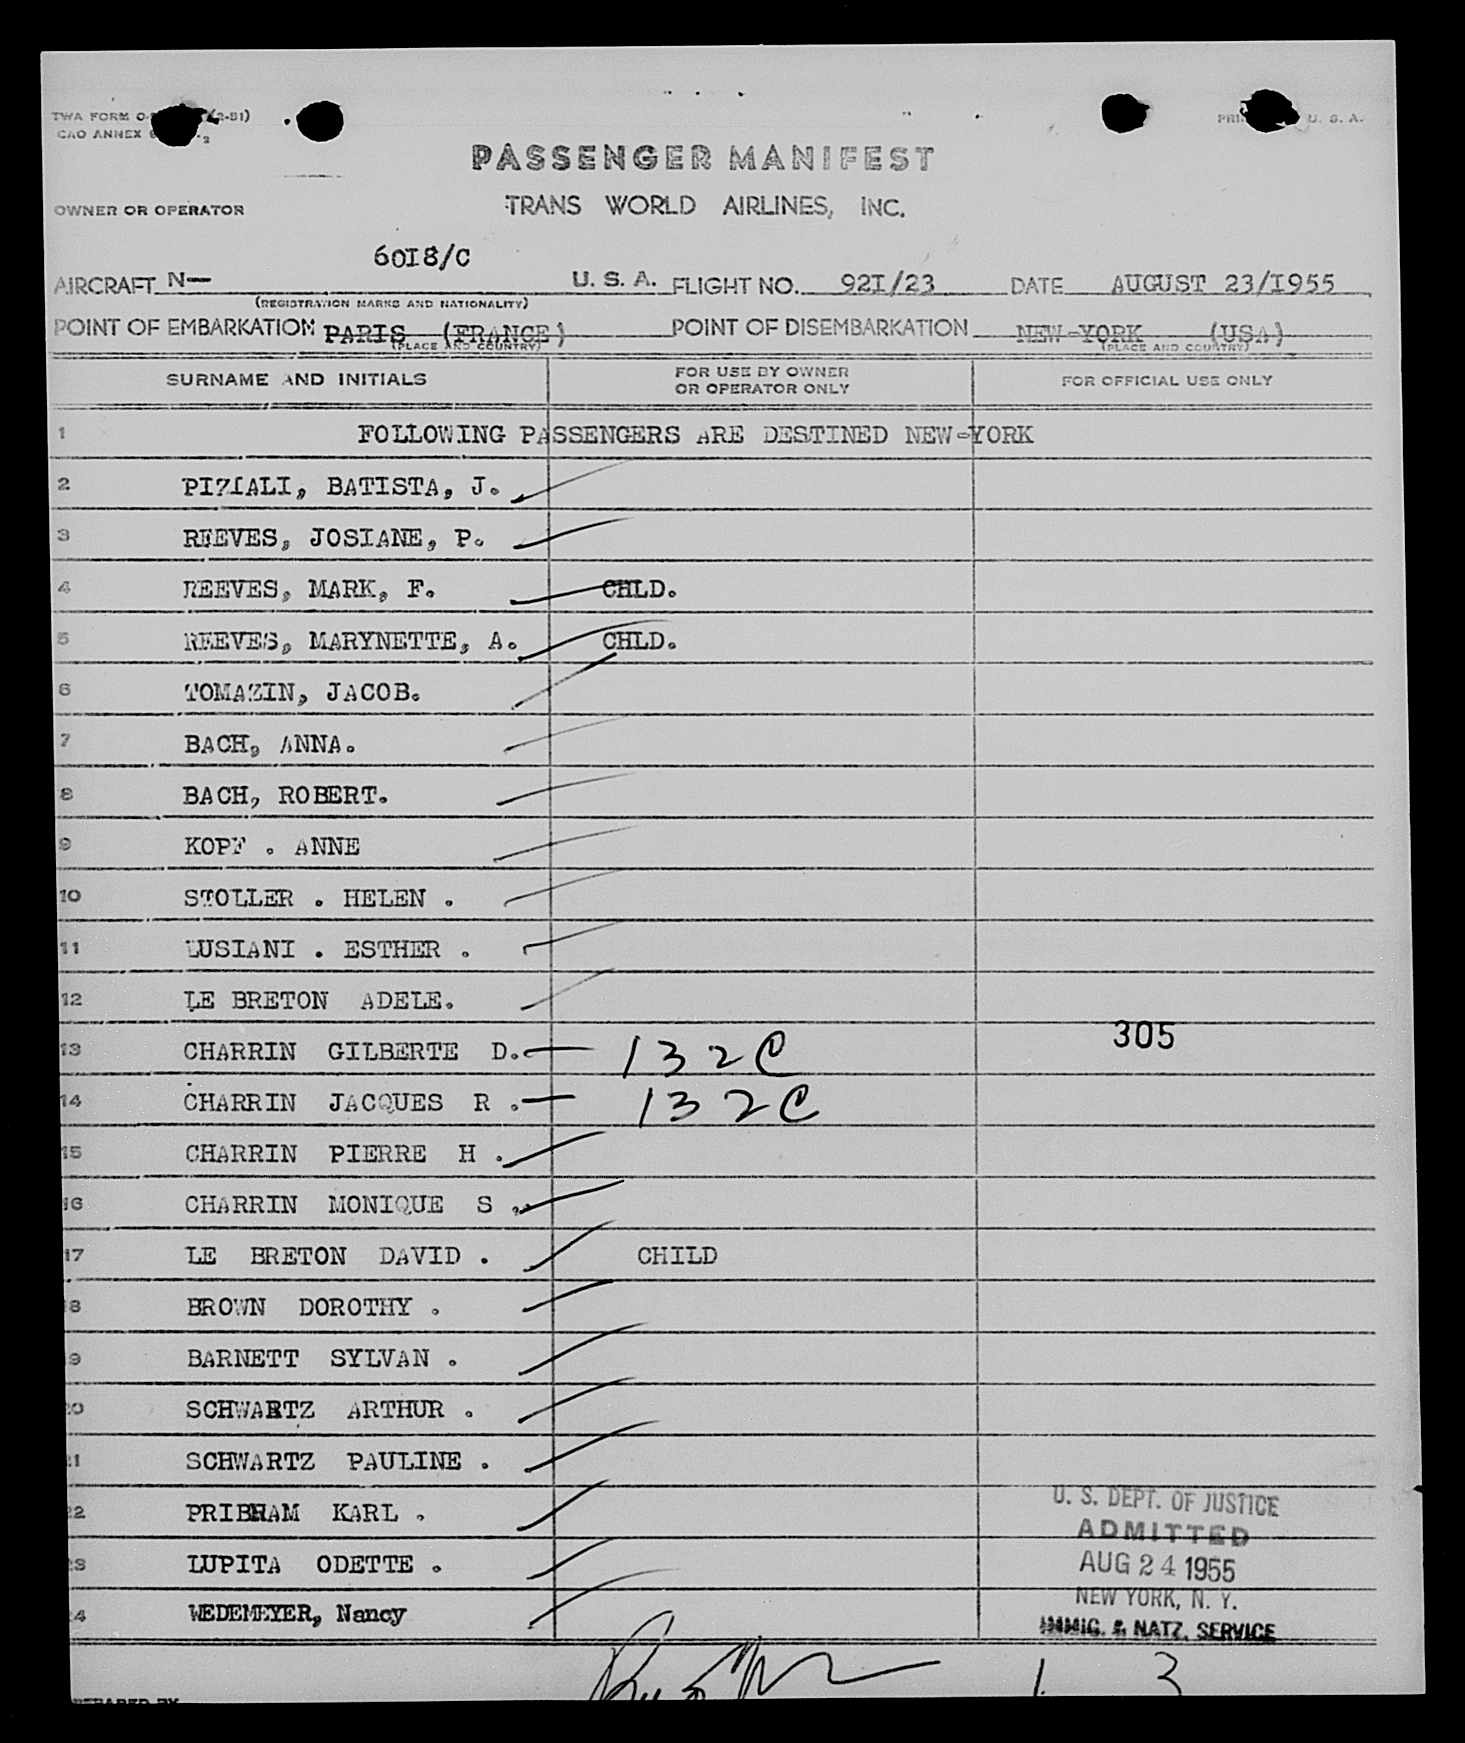 TWA FORM O- (2-51)
CAO ANNEX
PRI U. S. A.
PASSENGER MANIFEST
OWNER OR OPERATOR TRANS WORLD AIRLINES, INC.
6018/C
AIRCRAFT N— U. S. A. FLIGHT NO. 92I/23 DATE AUGUST 23/I955
(REGISTRATION MARKS AND NATIONALITY)
POINT OF EMBARKATION PARIS (FRANCE) POINT OF DISEMBARKATION NEW-YORK (USA)
(PLACE AND COUNTRY) (PLACE AND COUNTRY)
SURNAME AND INITIALS FOR USE BY OWNER OR OPERATOR ONLY FOR OFFICIAL USE ONLY
1 FOLLOWING PASSENGERS ARE DESTINED NEW-YORK
2 PIZIALI, BATISTA, J.
3 REEVES, JOSIANE, P.
4 REEVES, MARK, F. CHLD.
5 REEVES, MARYNETTE, A. CHLD.
6 TOMAZIN, JACOB.
7 BACH, ANNA.
8 BACH, ROBERT.
9 KOPF . ANNE
10 STOLLER . HELEN .
11 LUSIANI . ESTHER .
12 LE BRETON ADELE.
13 CHARRIN GILBERTE D. 132C 305
14 CHARRIN JACQUES R . 132C
15 CHARRIN PIERRE H .
16 CHARRIN MONIQUE S .
17 LE BRETON DAVID . CHILD
18 BROWN DOROTHY .
19 BARNETT SYLVAN .
20 SCHWARTZ ARTHUR .
21 SCHWARTZ PAULINE .
22 PRIBRAM KARL .
23 LUPITA ODETTE .
24 WEDEMEYER, Nancy
U. S. DEPT. OF JUSTICE
ADMITTED
AUG 24 1955
NEW YORK, N. Y.
IMMIG. & NATZ. SERVICE
PREPARED BY